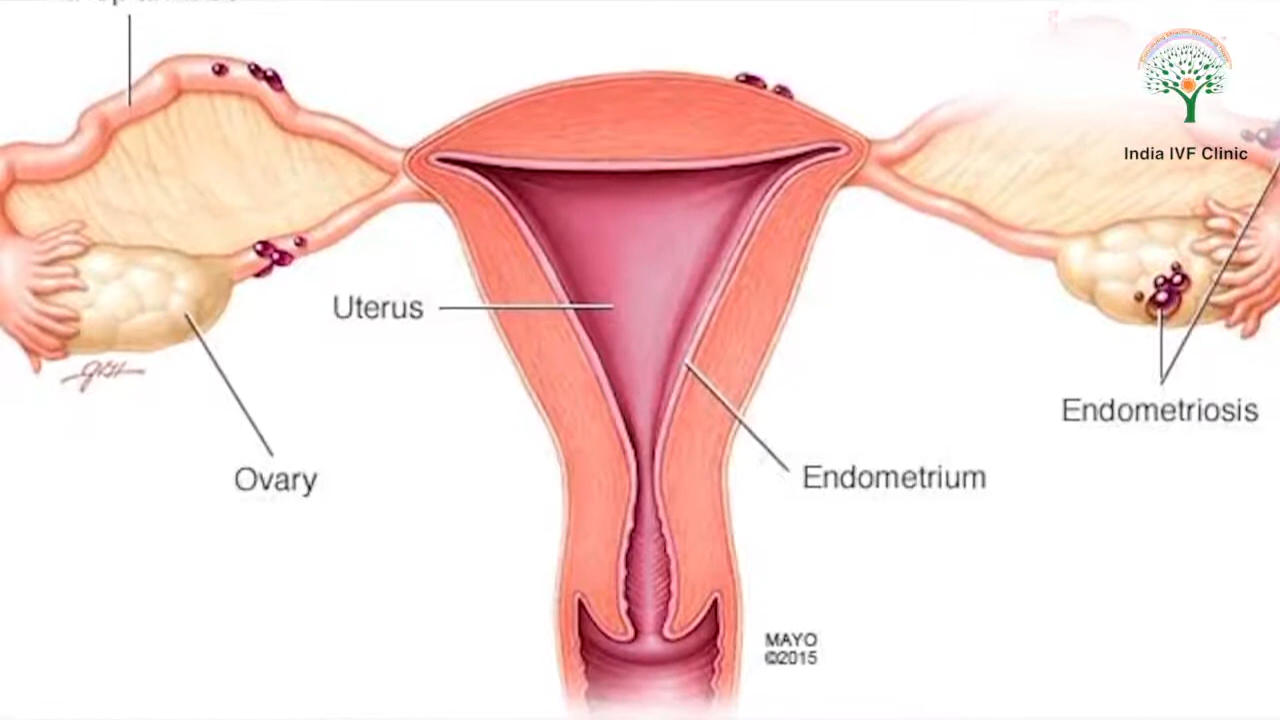 India IVF Clinic
Uterus
Endometriosis
Ovary
Endometrium
MAYO
©2015